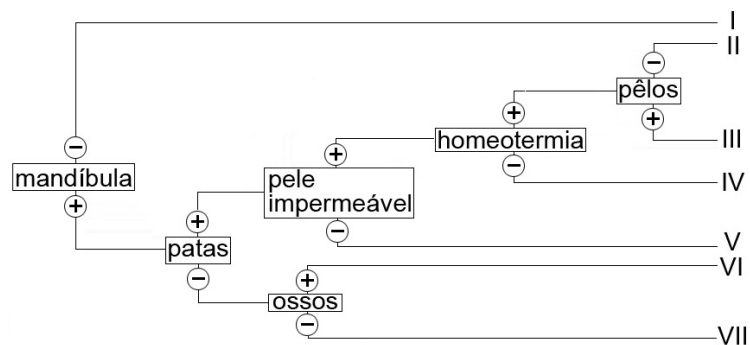 I
II
−
pêlos
+
+
III
−
homeotermia
+
−
mandíbula
pele
impermeável
IV
+
+
−
patas
V
−
+
VI
ossos
−
VII